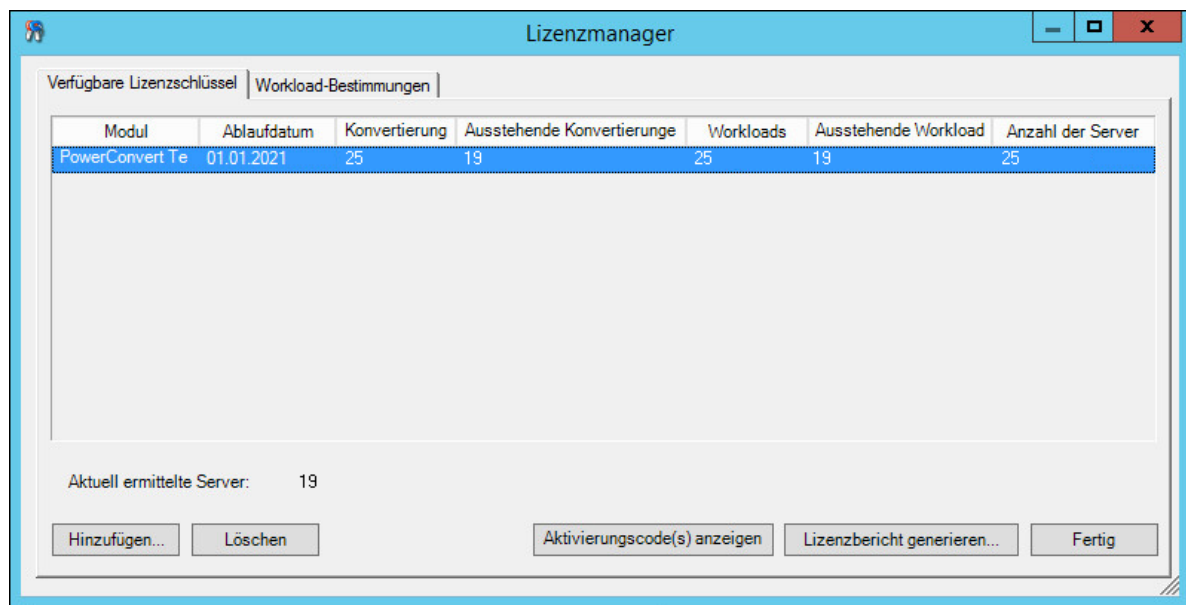 Lizenzmanager
Verfügbare Lizenzschlüssel Workload-Bestimmungen
Modul Ablaufdatum Konvertierung Ausstehende Konvertierunge Workloads Ausstehende Workload Anzahl der Server
PowerConvert Te 01.01.2021 25 19 25 19 25
Aktuell ermittelte Server: 19
Hinzufügen... Löschen Aktivierungscode(s) anzeigen Lizenzbericht generieren... Fertig